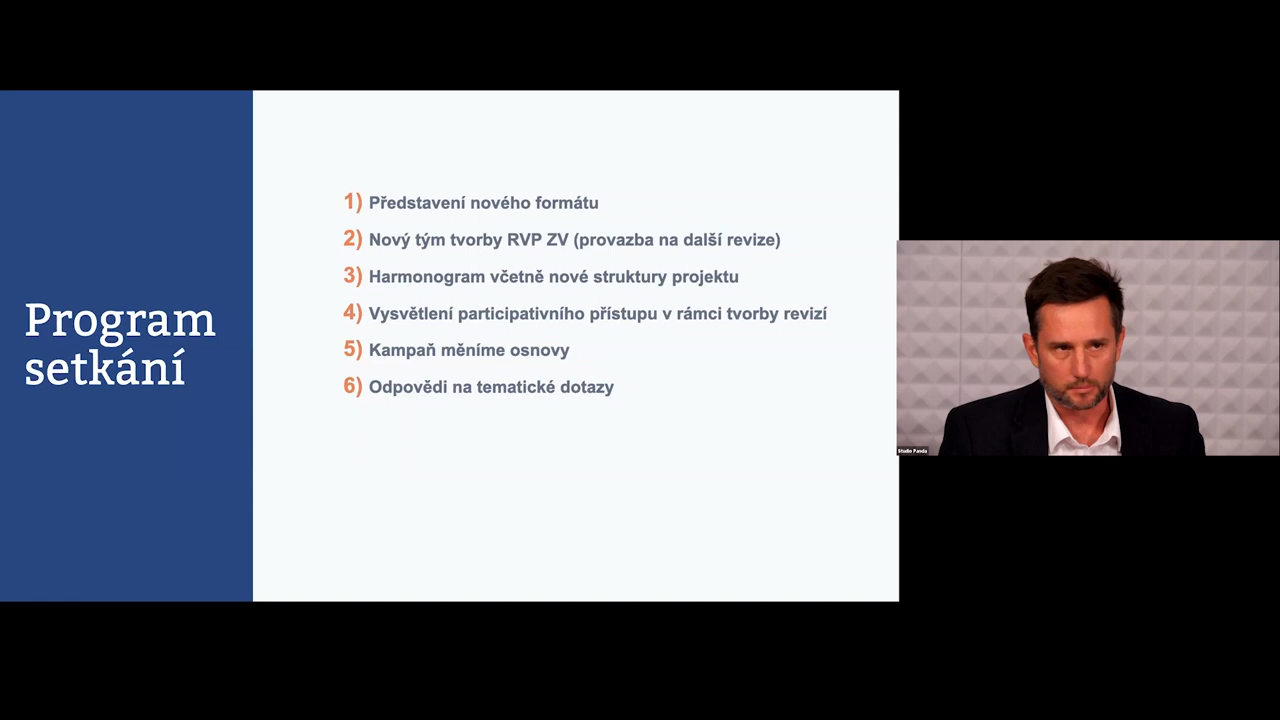 Program
setkání
1) Představení nového formátu
2) Nový tým tvorby RVP ZV (provazba na další revize)
3) Harmonogram včetně nové struktury projektu
4) Vysvětlení participativního přístupu v rámci tvorby revizí
5) Kampaň měníme osnovy
6) Odpovědi na tematické dotazy
Studio Panda